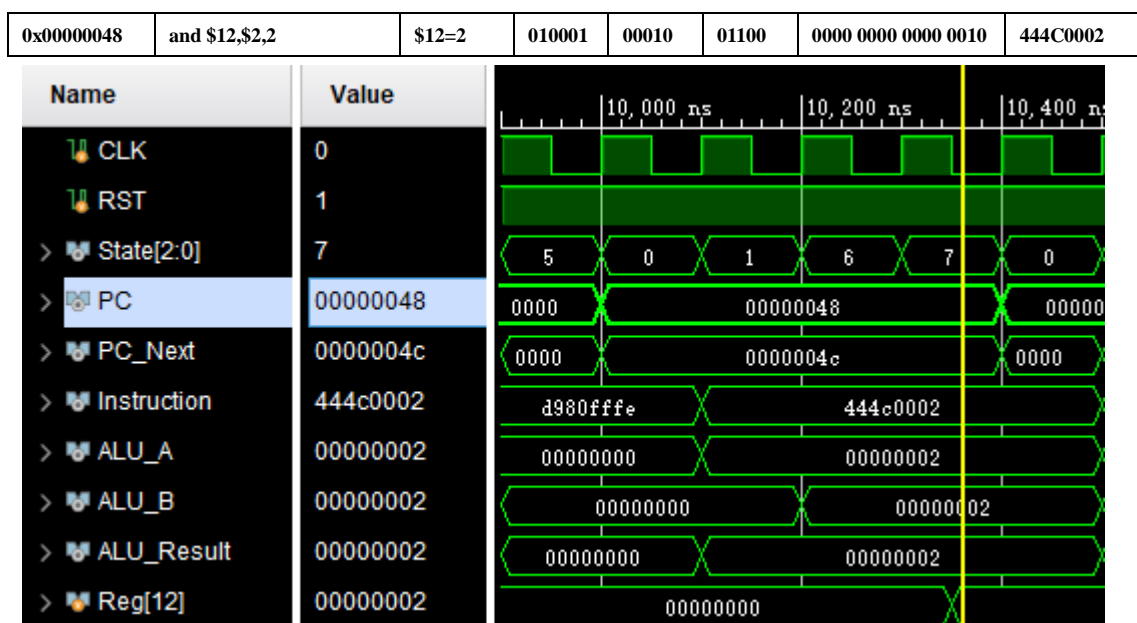 0x00000048 and $12,$2,2 $12=2 010001 00010 01100 0000 0000 0000 0010 444C0002
Name Value 10,000 ns 10,200 ns 10,400 n
CLK 0
RST 1
State[2:0] 7 5 0 1 6 7 0
PC 00000048 0000 00000048 00000
PC_Next 0000004c 0000 0000004c 0000
Instruction 444c0002 d980fffe 444c0002
ALU_A 00000002 00000000 00000002
ALU_B 00000002 00000000 00000002
ALU_Result 00000002 00000000 00000002
Reg[12] 00000002 00000000